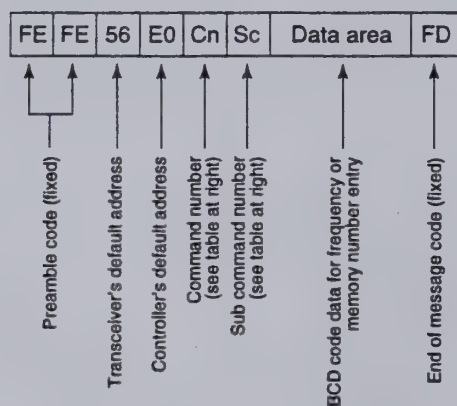 FE FE 56 E0 Cn Sc Data area FD
Preamble code (fixed)
Transceiver's default address
Controller's default address
Command number
(see table at right)
Sub command number
(see table at right)
BCD code data for frequency or
memory number entry
End of message code (fixed)